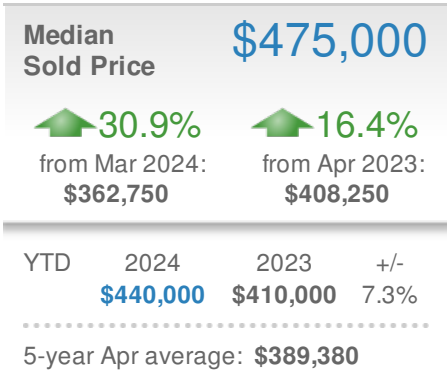 Median
Sold Price
$475,000
30.9%
from Mar 2024:
$362,750
16.4%
from Apr 2023:
$408,250
YTD 2024 2023 +/-
$440,000 $410,000 7.3%
5-year Apr average: $389,380